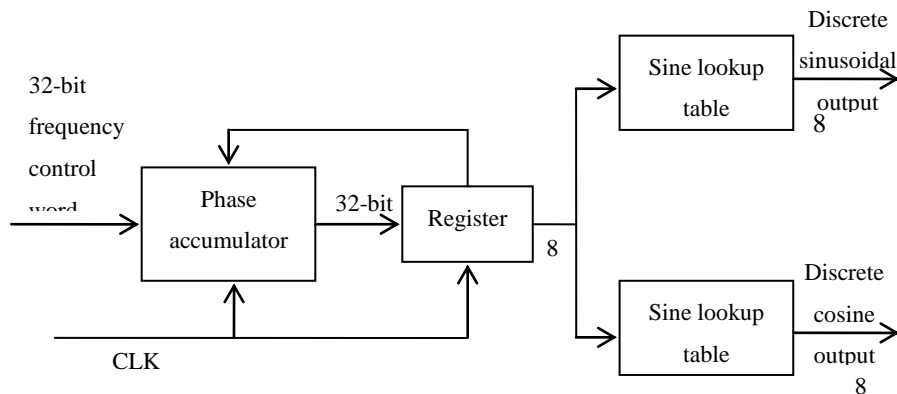 32-bit
frequency
control
word
Phase
accumulator
32-bit
Register
8
CLK
Sine lookup
table
Discrete
sinusoidal
output
8
Sine lookup
table
Discrete
cosine
output
8